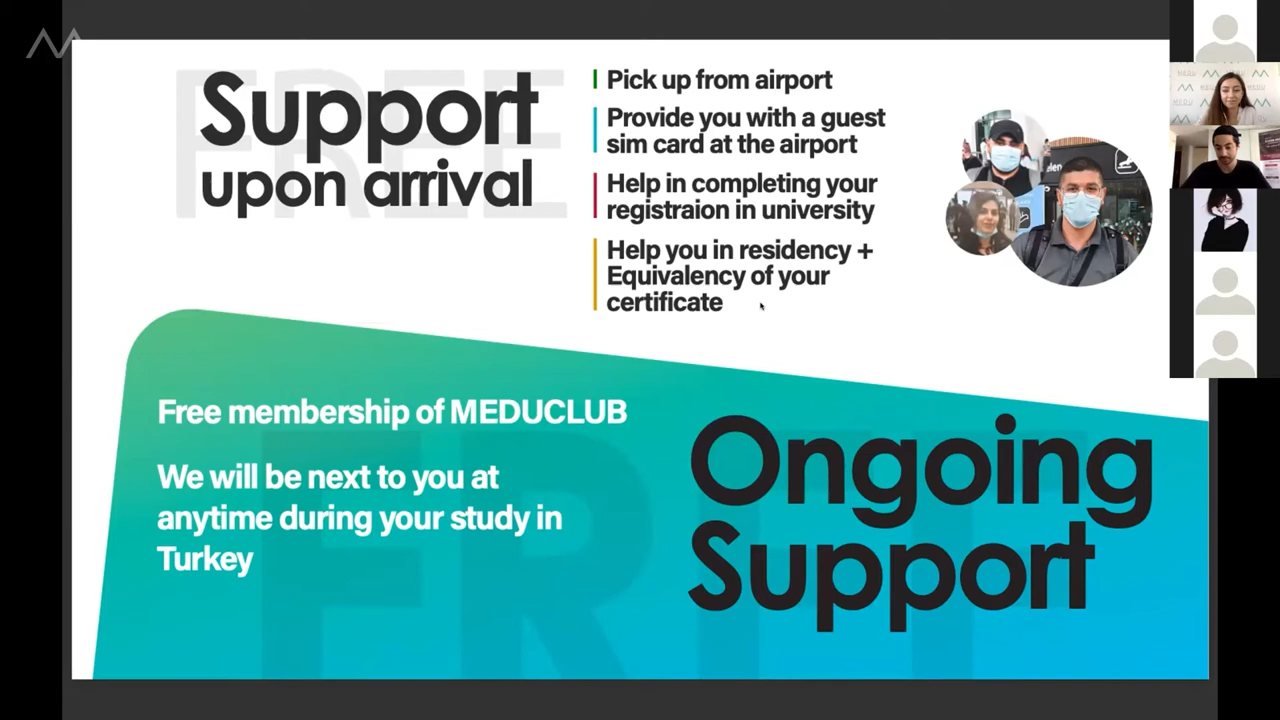 FREE
Support
upon arrival
Pick up from airport
Provide you with a guest
sim card at the airport
Help in completing your
registraion in university
Help you in residency +
Equivalency of your
certificate
Free membership of MEDUCLUB
We will be next to you at
anytime during your study in
Turkey
Ongoing
Support